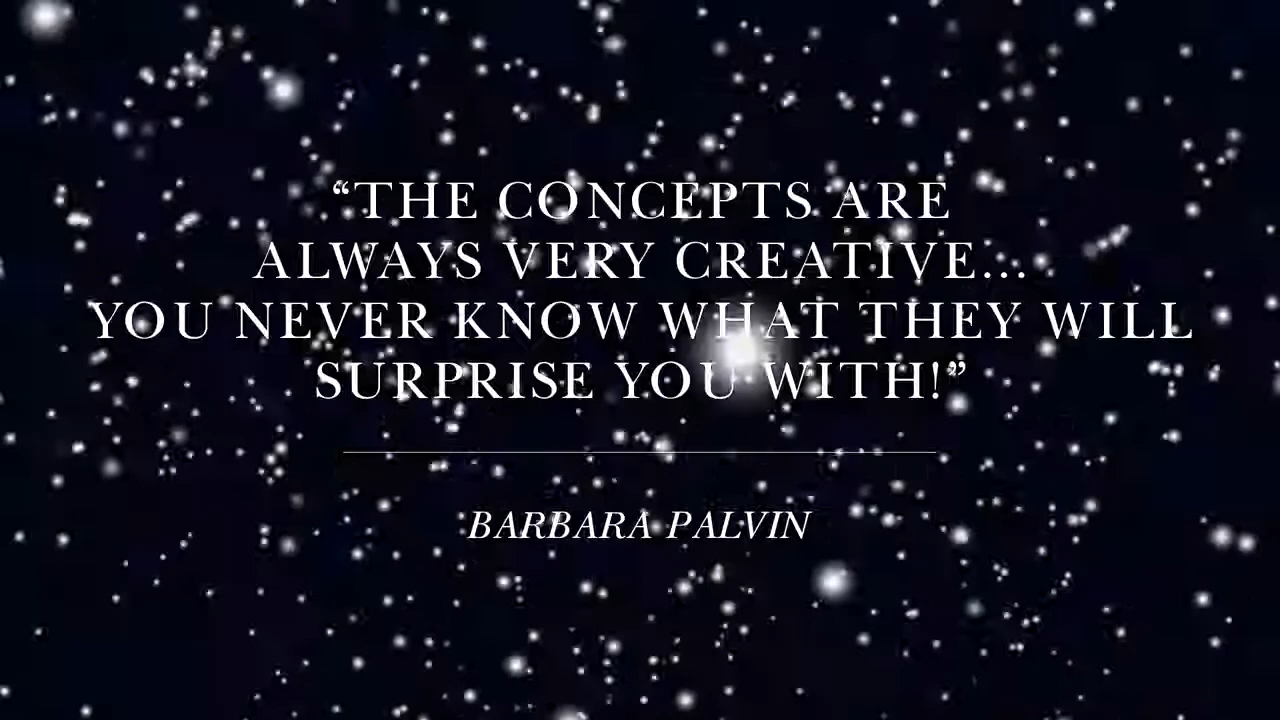 “THE CONCEPTS ARE
ALWAYS VERY CREATIVE...
YOU NEVER KNOW WHAT THEY WILL
SURPRISE YOU WITH!”
BARBARA PALVIN